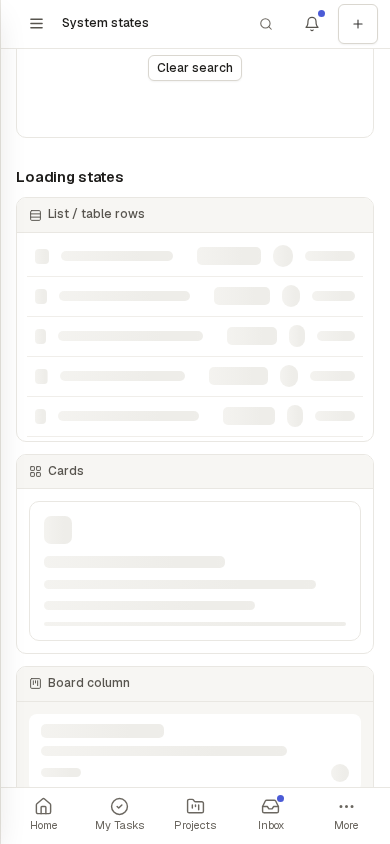 System states
Clear search
Loading states
List / table rows
Cards
Board column
Home
My Tasks
Projects
Inbox
More